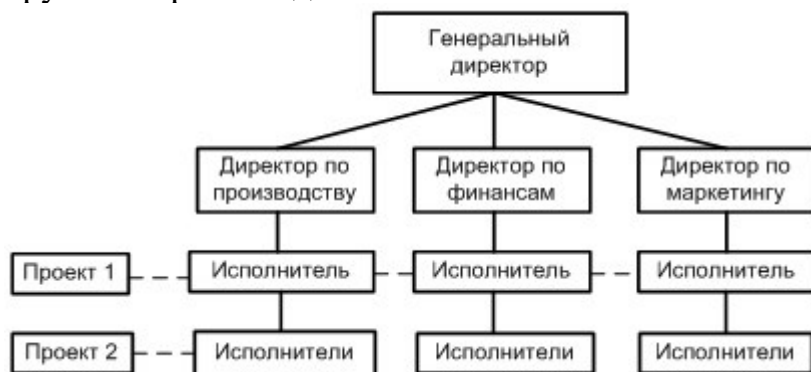 Генеральный
директор
Директор по
производству
Директор по
финансам
Директор по
маркетингу
Проект 1
Исполнитель
Исполнитель
Исполнитель
Проект 2
Исполнители
Исполнители
Исполнители